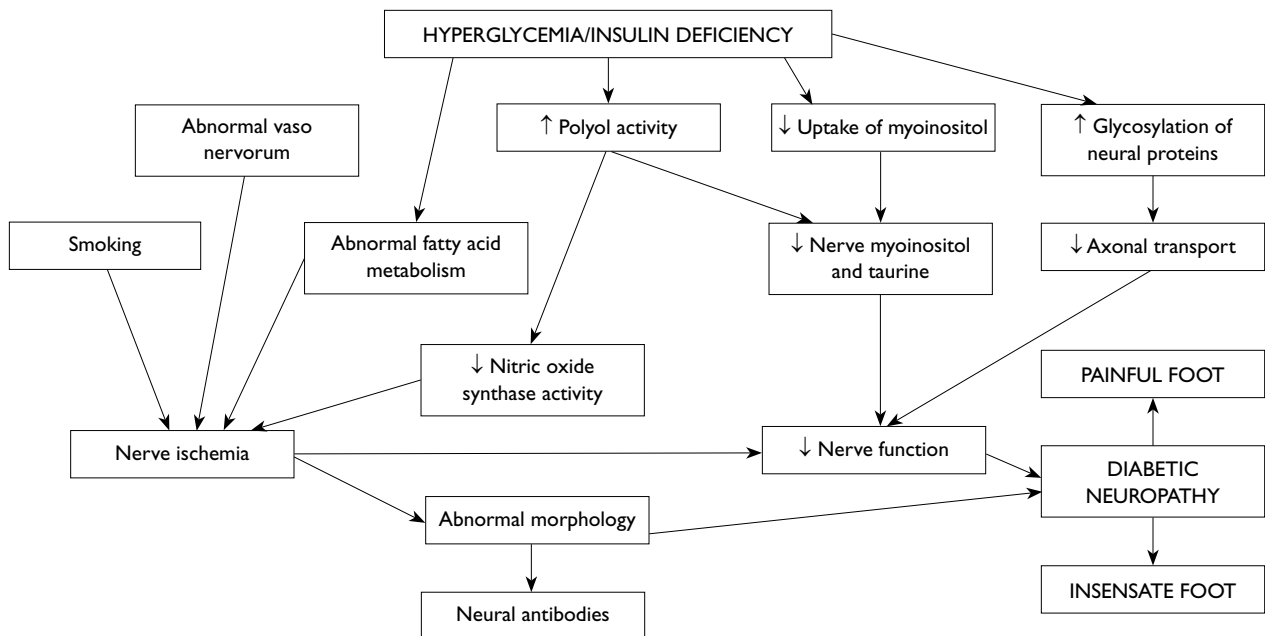 HYPERGLYCEMIA/INSULIN DEFICIENCY
Abnormal vaso
nervorum
↑ Polyol activity
↓ Uptake of myoinositol
↑ Glycosylation of
neural proteins
Smoking
Abnormal fatty acid
metabolism
↓ Nerve myoinositol
and taurine
↓ Axonal transport
↓ Nitric oxide
synthase activity
PAINFUL FOOT
Nerve ischemia
↓ Nerve function
DIABETIC
NEUROPATHY
Abnormal morphology
Neural antibodies
INSENSATE FOOT